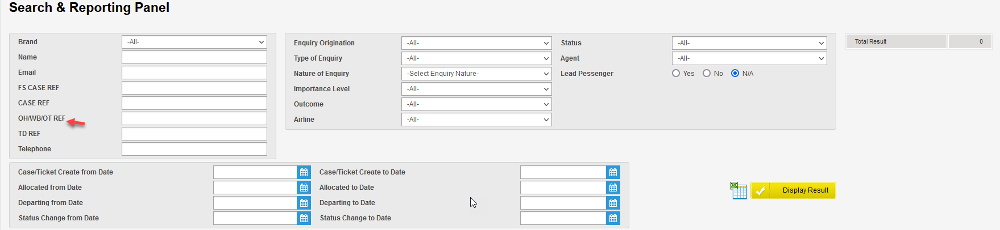 Search & Reporting Panel
Brand -All-
Name
Email
FS CASE REF
CASE REF
OH/WB/OT REF
TD REF
Telephone
Enquiry Origination -All-
Type of Enquiry -All-
Nature of Enquiry -Select Enquiry Nature-
Importance Level -All-
Outcome -All-
Airline -All-
Status -All-
Agent -All-
Lead Pessenger Yes No N/A
Total Result 0
Case/Ticket Create from Date Case/Ticket Create to Date
Allocated from Date Allocated to Date
Departing from Date Departing to Date
Status Change from Date Status Change to Date
Display Result